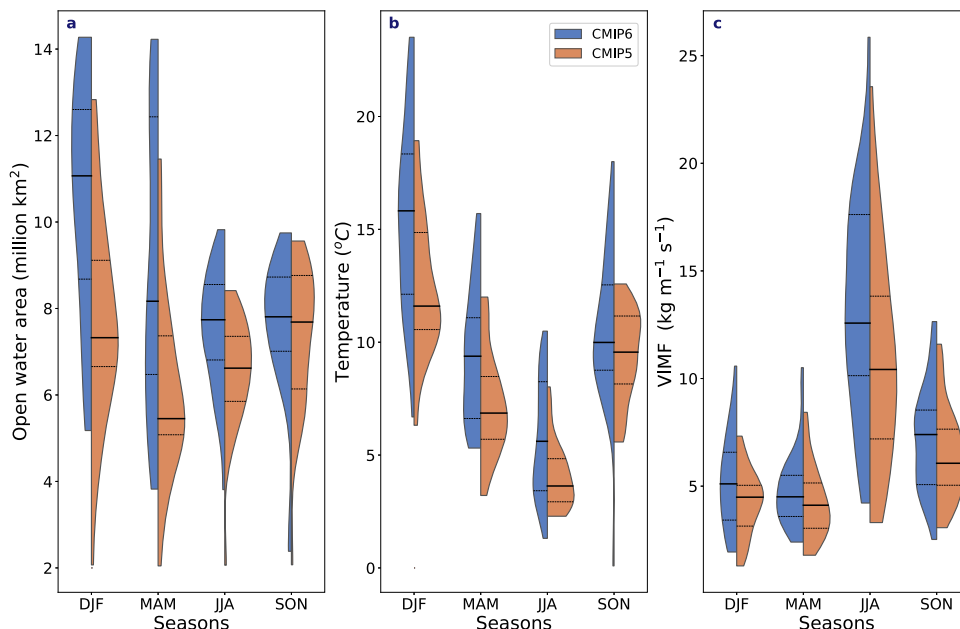 a
Open water area (million km²)
14
12
10
8
6
4
2
DJF MAM JJA SON
Seasons
b
CMIP6
CMIP5
Temperature (°C)
20
15
10
5
0
DJF MAM JJA SON
Seasons
c
VIMF (kg m⁻¹ s⁻¹)
25
20
15
10
5
DJF MAM JJA SON
Seasons